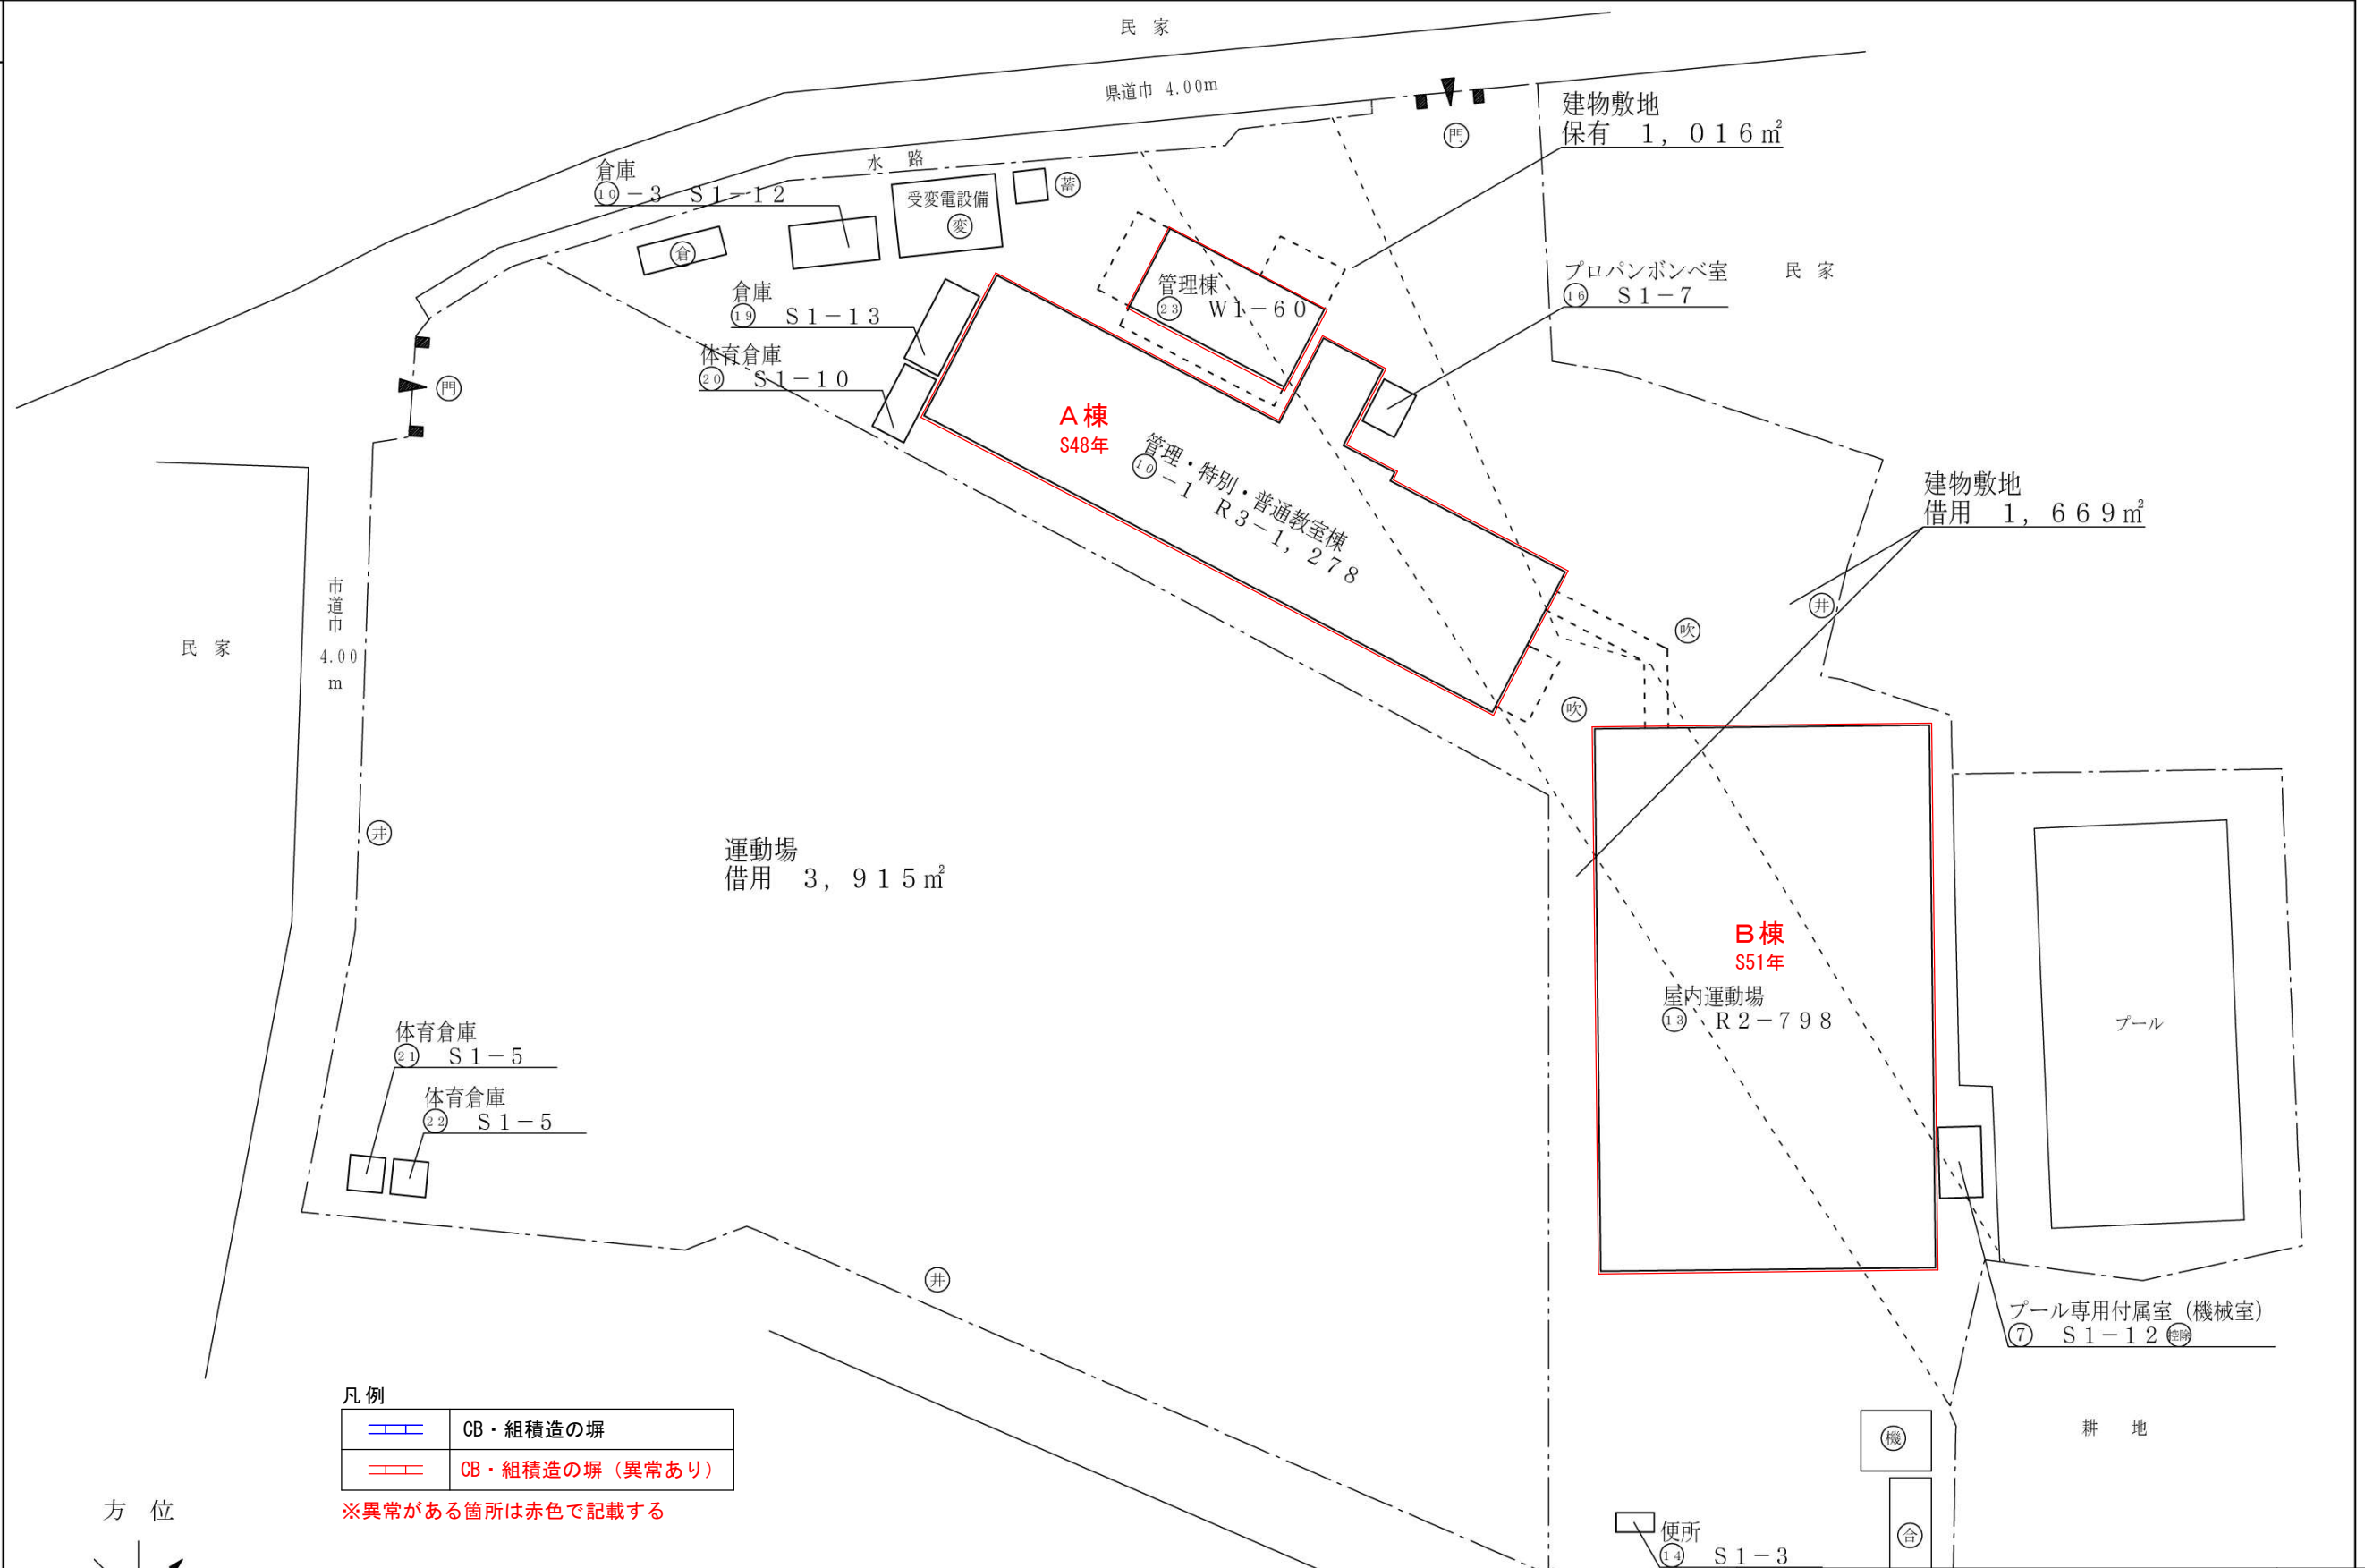 民 家
県道巾 4.00m
門
建物敷地
保有 1,016㎡
水 路
倉庫
⑩-3 S1-12
受変電設備
変
蓄
倉
管理棟
㉓ W1-60
プロパンボンベ室
⑯ S1-7
民 家
倉庫
⑲ S1-13
体育倉庫
⑳ S1-10
門
A棟
S48年
管理・特別・普通教室棟
⑩-1 R3-1,278
建物敷地
借用 1,669㎡
井
吹
吹
市道巾 4.00m
民 家
井
運動場
借用 3,915㎡
B棟
S51年
屋内運動場
⑬ R2-798
プール
体育倉庫
㉑ S1-5
体育倉庫
㉒ S1-5
井
プール専用付属室(機械室)
⑦ S1-12 控除
凡例
CB・組積造の塀
CB・組積造の塀(異常あり)
※異常がある箇所は赤色で記載する
機
耕 地
方 位
便所
⑭ S1-3
合